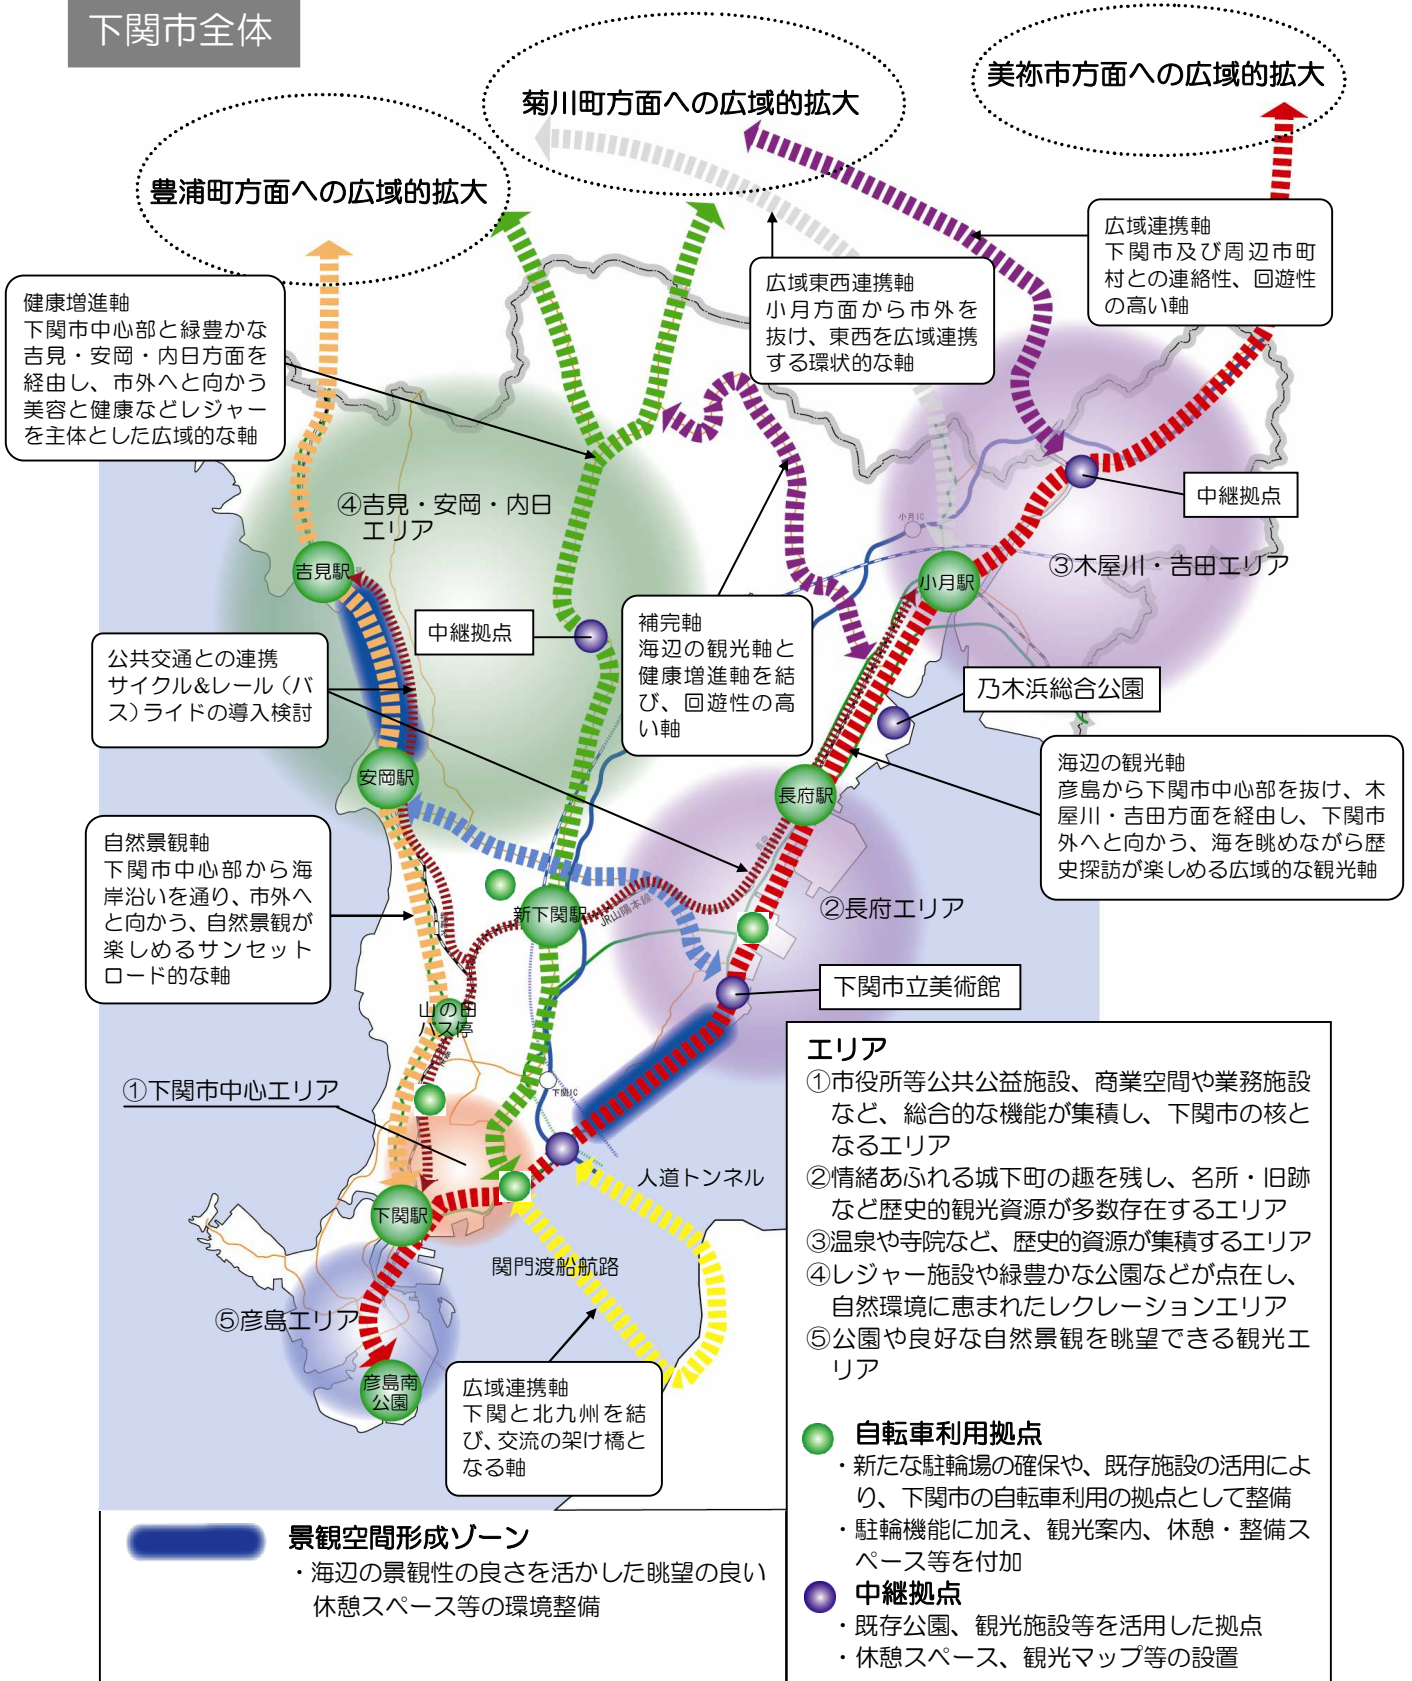 下関市全体
美祢市方面への広域的拡大
菊川町方面への広域的拡大
豊浦町方面への広域的拡大
広域連携軸
下関市及び周辺市町
村との連絡性、回遊性
の高い軸
広域東西連携軸
小月方面から市外を
抜け、東西を広域連携
する環状的な軸
健康増進軸
下関市中心部と緑豊かな
吉見・安岡・内日方面を
経由し、市外へと向かう
美容と健康などレジャー
を主体とした広域的な軸
中継拠点
④吉見・安岡・内日
エリア
小月IC
③木屋川・吉田エリア
吉見駅
小月駅
中継拠点
補完軸
海辺の観光軸と
健康増進軸を結
び、回遊性の高
い軸
公共交通との連携
サイクル&レール（バ
ス）ライドの導入検討
乃木浜総合公園
安岡駅
長府駅
海辺の観光軸
彦島から下関市中心部を抜け、木
屋川・吉田方面を経由し、下関市
外へと向かう、海を眺めながら歴
史探訪が楽しめる広域的な観光軸
自然景観軸
下関市中心部から海
岸沿いを通り、市外へ
と向かう、自然景観が
楽しめるサンセット
ロード的な軸
新下関駅
JR山陽本線
②長府エリア
下関市立美術館
山の田
バス停
下関IC
①下関市中心エリア
人道トンネル
下関駅
関門渡船航路
⑤彦島エリア
彦島南
公園
広域連携軸
下関と北九州を結
び、交流の架け橋と
なる軸
エリア
①市役所等公共公益施設、商業空間や業務施設
など、総合的な機能が集積し、下関市の核と
なるエリア
②情緒あふれる城下町の趣を残し、名所・旧跡
など歴史的観光資源が多数存在するエリア
③温泉や寺院など、歴史的資源が集積するエリア
④レジャー施設や緑豊かな公園などが点在し、
自然環境に恵まれたレクレーションエリア
⑤公園や良好な自然景観を眺望できる観光エ
リア
自転車利用拠点
・新たな駐輪場の確保や、既存施設の活用によ
り、下関市の自転車利用の拠点として整備
・駐輪機能に加え、観光案内、休憩・整備ス
ペース等を付加
中継拠点
・既存公園、観光施設等を活用した拠点
・休憩スペース、観光マップ等の設置
景観空間形成ゾーン
・海辺の景観性の良さを活かした眺望の良い
休憩スペース等の環境整備